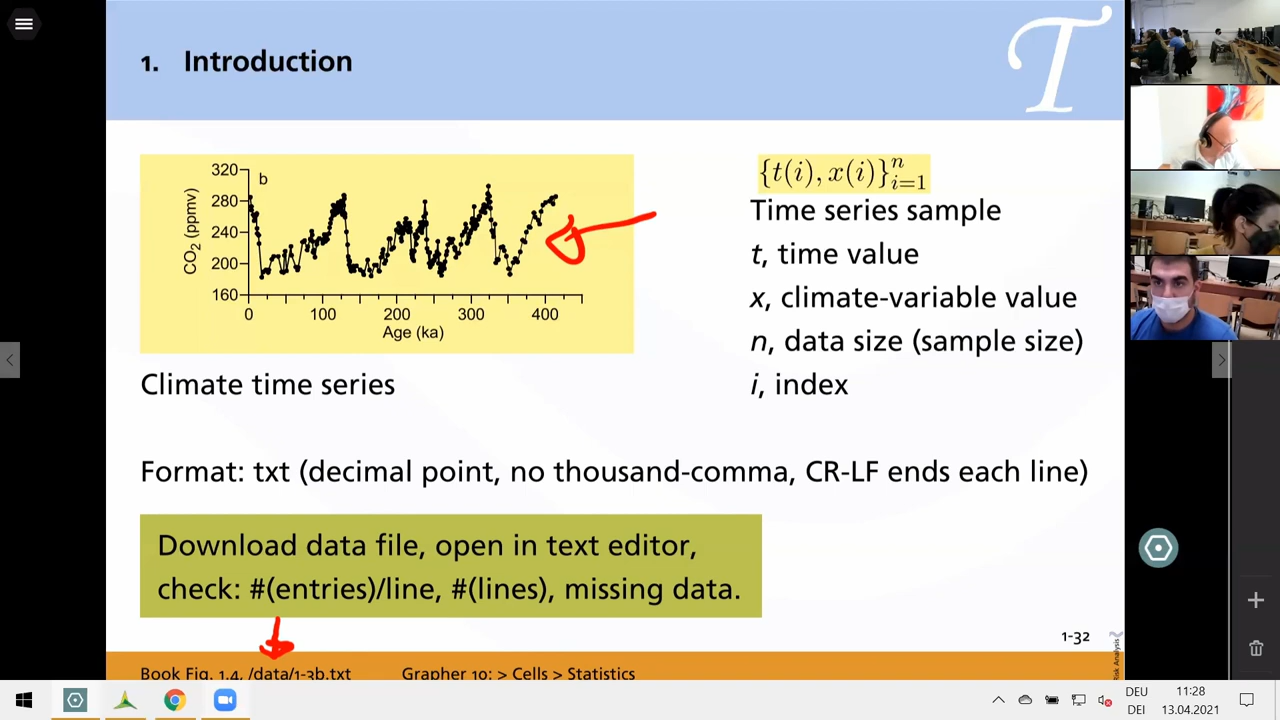 1. Introduction
T
320
280
240
200
160
CO2 (ppmv)
b
0 100 200 300 400
Age (ka)
{t(i), x(i)}ⁿᵢ₌₁
Time series sample
t, time value
x, climate-variable value
n, data size (sample size)
i, index
Climate time series
Format: txt (decimal point, no thousand-comma, CR-LF ends each line)
Download data file, open in text editor,
check: #(entries)/line, #(lines), missing data.
1-32
Risk Analysis
Book Fig. 1.4, /data/1-3b.txt Grapher 10: > Cells > Statistics
DEU 11:28
DEI 13.04.2021